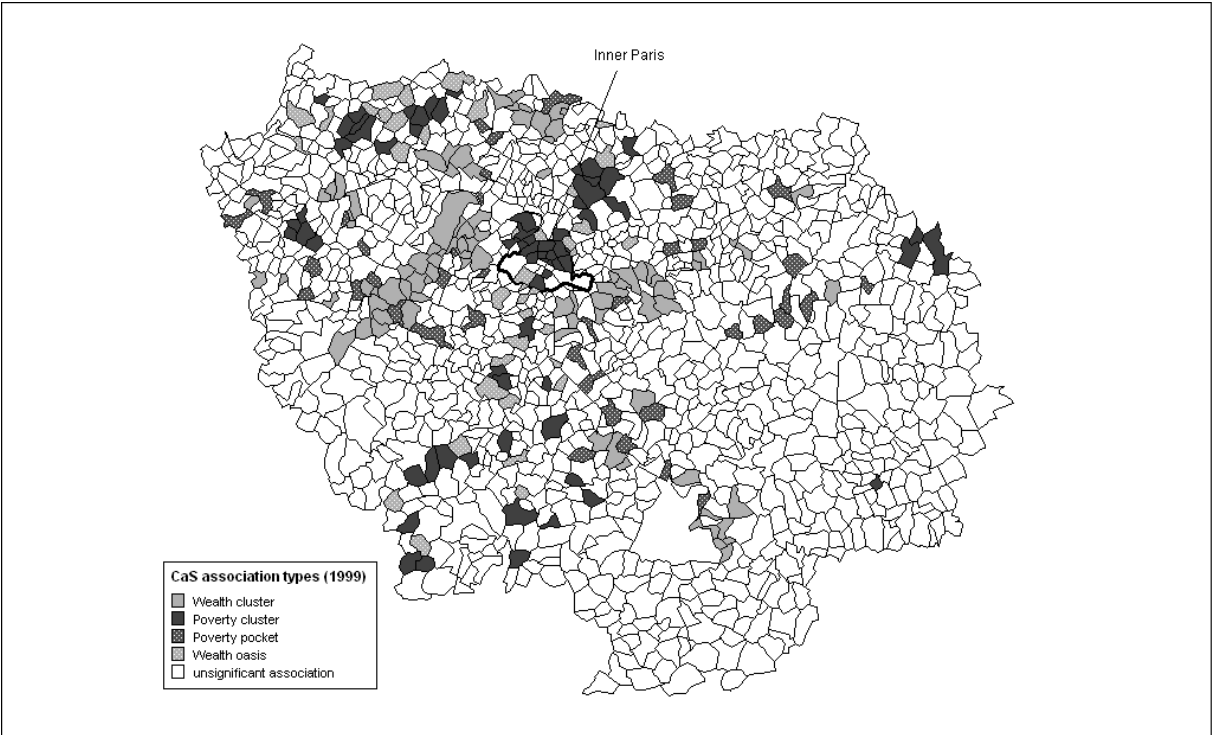 Inner Paris
CaS association types (1999)
Wealth cluster
Poverty cluster
Poverty pocket
Wealth oasis
unsignificant association